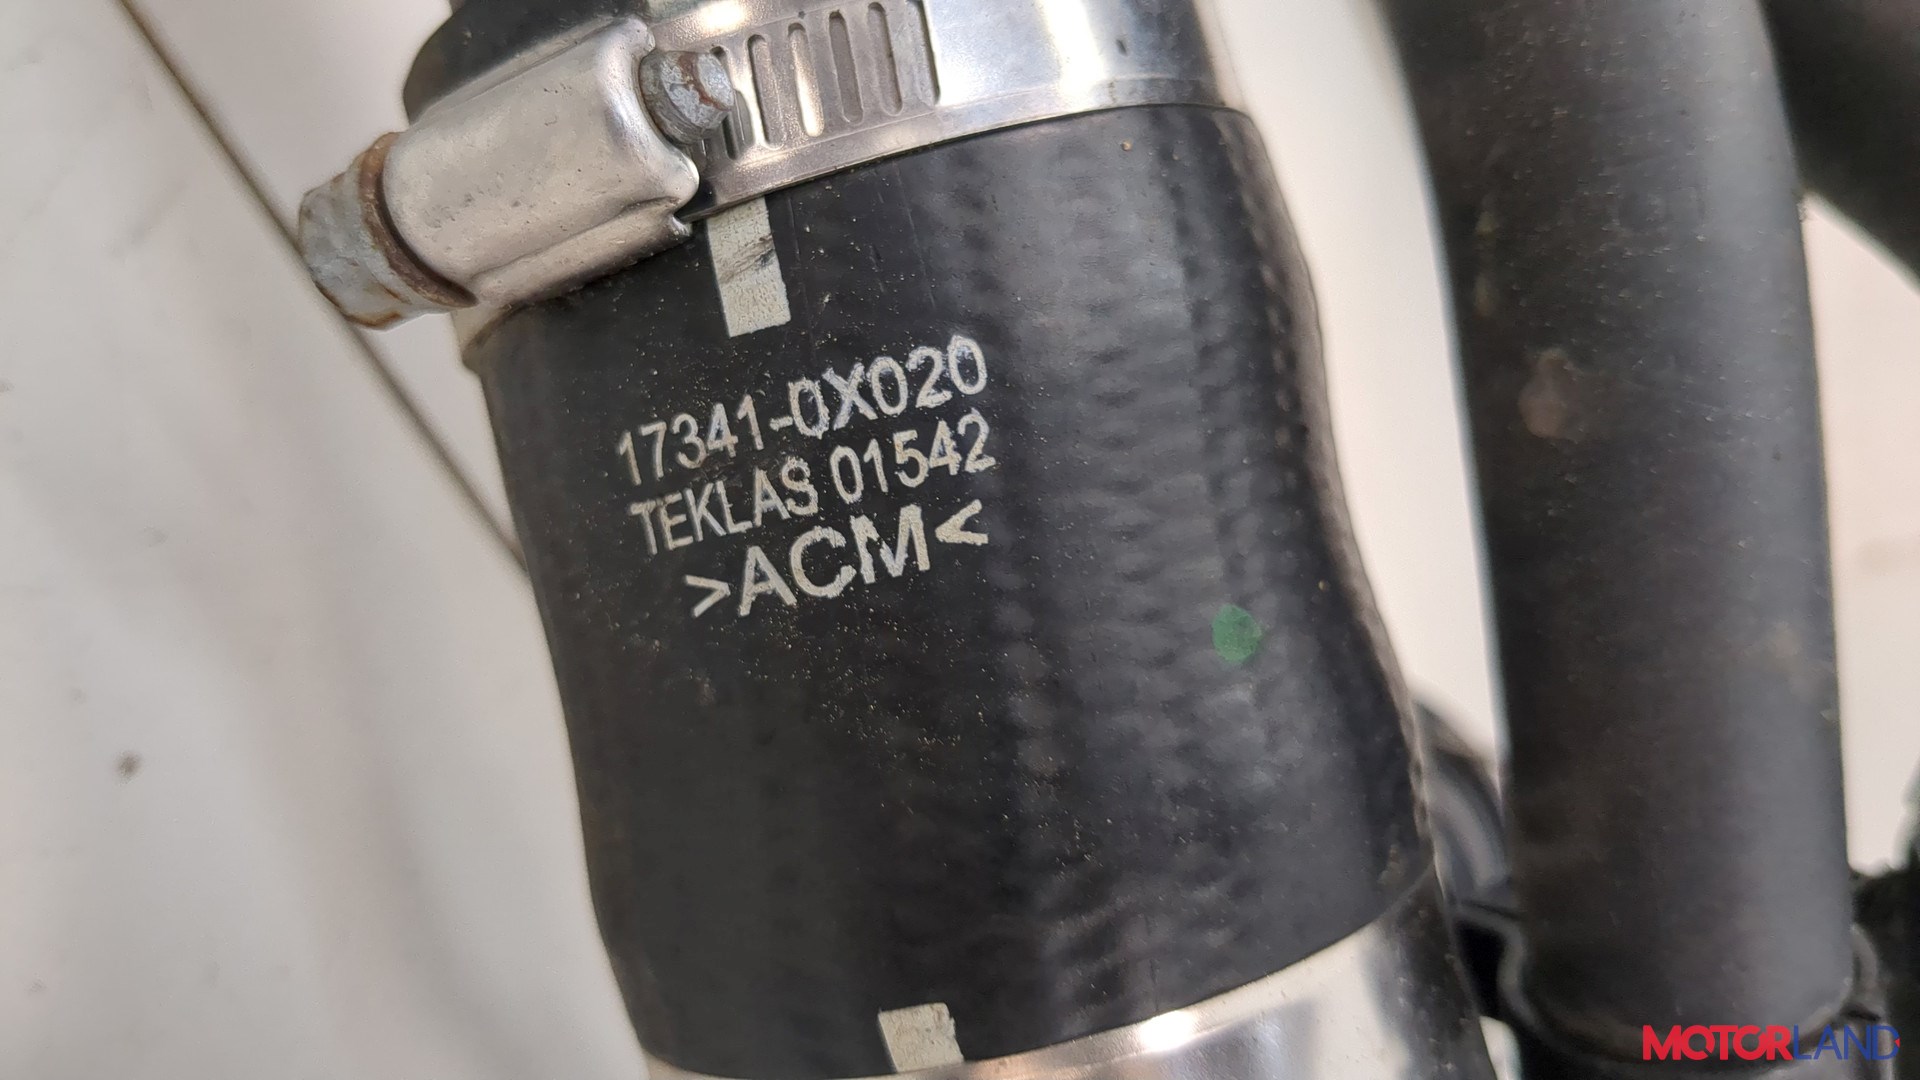 17341-0X020
TEKLAS 01542
>ACM<
MOTORLAND